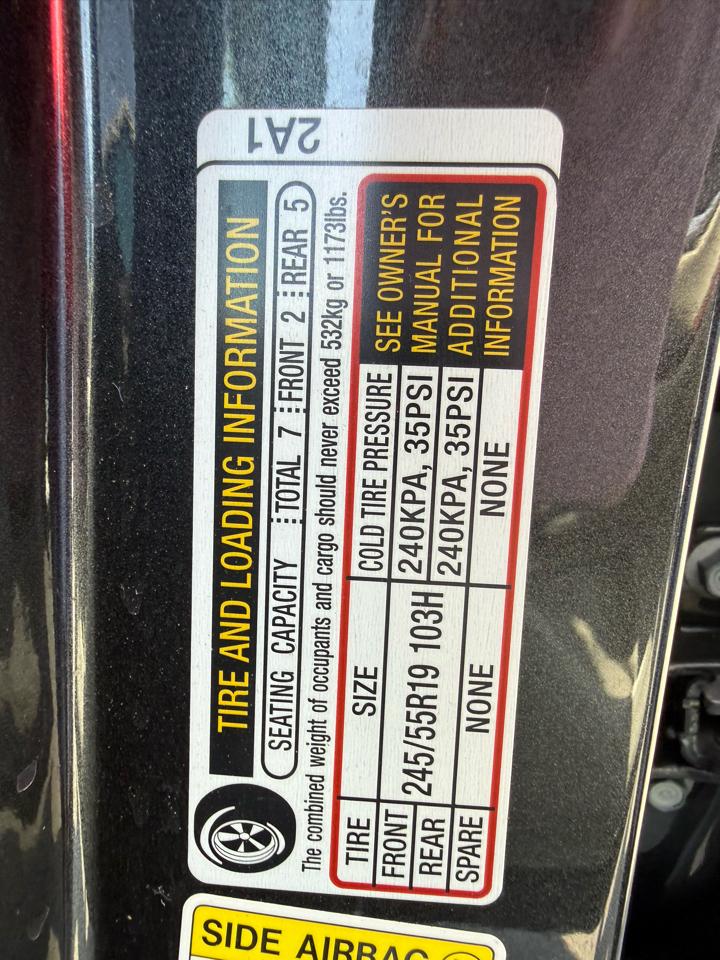 2A1
TIRE AND LOADING INFORMATION
SEATING CAPACITY TOTAL 7 FRONT 2 REAR 5
The combined weight of occupants and cargo should never exceed 532kg or 1173lbs.
TIRE SIZE COLD TIRE PRESSURE
FRONT 245/55R19 103H 240KPA, 35PSI
REAR 240KPA, 35PSI
SPARE NONE NONE
SEE OWNER'S
MANUAL FOR
ADDITIONAL
INFORMATION
SIDE AIRBAG